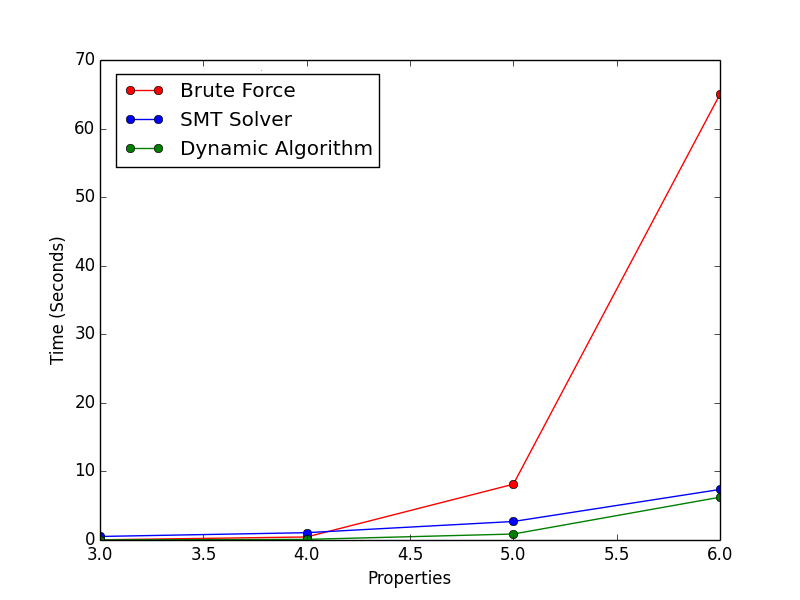 70
60
50
40
30
20
10
0
Time (Seconds)
Brute Force
SMT Solver
Dynamic Algorithm
3.0 3.5 4.0 4.5 5.0 5.5 6.0
Properties